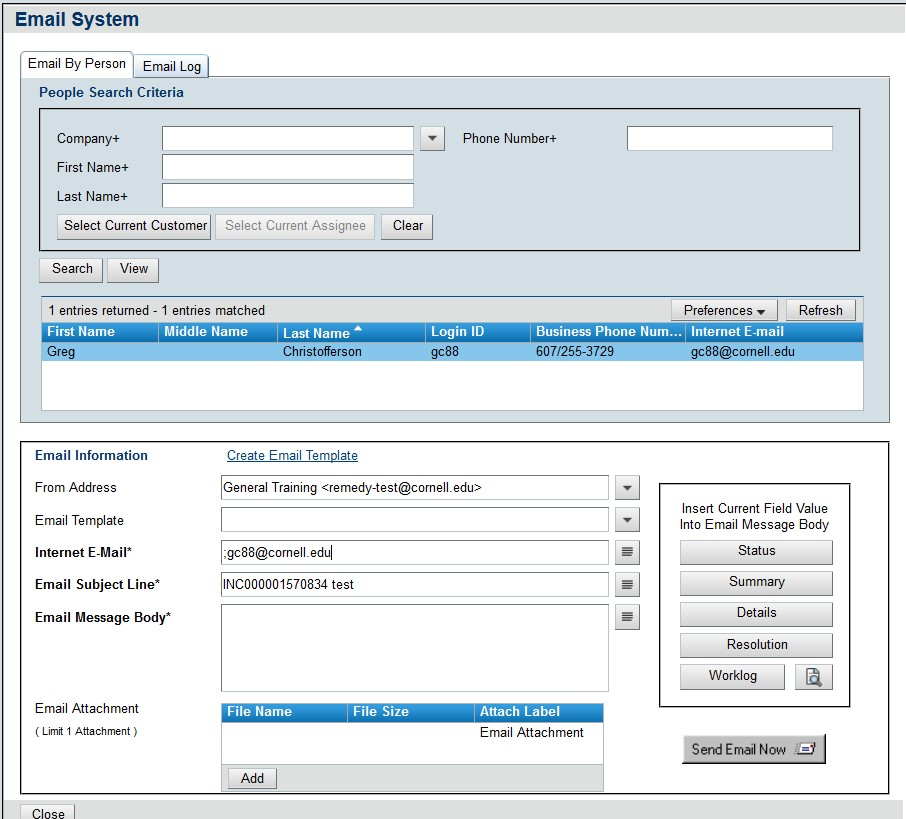 Email System
Email By Person
Email Log
People Search Criteria
Company+
Phone Number+
First Name+
Last Name+
Select Current Customer
Select Current Assignee
Clear
Search
View
1 entries returned - 1 entries matched
Preferences
Refresh
First Name Middle Name Last Name Login ID Business Phone Num... Internet E-mail
Greg Christofferson gc88 607/255-3729 gc88@cornell.edu
Email Information
Create Email Template
From Address
General Training <remedy-test@cornell.edu>
Email Template
Internet E-Mail*
;gc88@cornell.edu
Email Subject Line*
INC000001570834 test
Email Message Body*
Insert Current Field Value
Into Email Message Body
Status
Summary
Details
Resolution
Worklog
Email Attachment
( Limit 1 Attachment )
File Name File Size Attach Label
Email Attachment
Add
Send Email Now
Close